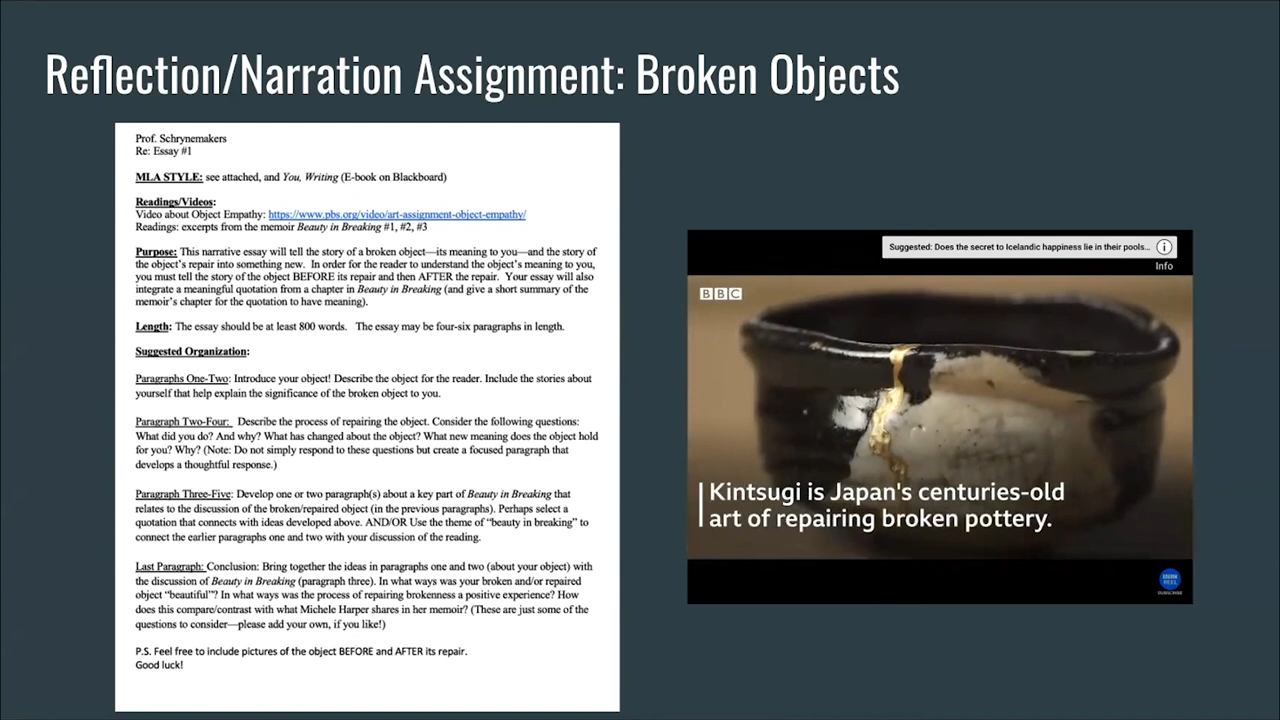 Reflection/Narration Assignment: Broken Objects
Prof. Schrynemakers
Re: Essay #1
MLA STYLE: see attached, and You, Writing (E-book on Blackboard)
Readings/Videos:
Video about Object Empathy: https://www.pbs.org/video/art-assignment-object-empathy/
Readings: excerpts from the memoir Beauty in Breaking #1, #2, #3
Purpose: This narrative essay will tell the story of a broken object—its meaning to you—and the story of
the object's repair into something new. In order for the reader to understand the object's meaning to you,
you must tell the story of the object BEFORE its repair and then AFTER the repair. Your essay will also
integrate a meaningful quotation from a chapter in Beauty in Breaking (and give a short summary of the
memoir's chapter for the quotation to have meaning).
Length: The essay should be at least 800 words. The essay may be four-six paragraphs in length.
Suggested Organization:
Paragraphs One-Two: Introduce your object! Describe the object for the reader. Include the stories about
yourself that help explain the significance of the broken object to you.
Paragraph Two-Four: Describe the process of repairing the object. Consider the following questions:
What did you do? And why? What has changed about the object? What new meaning does the object hold
for you? Why? (Note: Do not simply respond to these questions but create a focused paragraph that
develops a thoughtful response.)
Paragraph Three-Five: Develop one or two paragraph(s) about a key part of Beauty in Breaking that
relates to the discussion of the broken/repaired object (in the previous paragraphs). Perhaps select a
quotation that connects with ideas developed above. AND/OR Use the theme of "beauty in breaking" to
connect the earlier paragraphs one and two with your discussion of the reading.
Last Paragraph: Conclusion: Bring together the ideas in paragraphs one and two (about your object) with
the discussion of Beauty in Breaking (paragraph three). In what ways was your broken and/or repaired
object "beautiful"? In what ways was the process of repairing brokenness a positive experience? How
does this compare/contrast with what Michele Harper shares in her memoir? (These are just some of the
questions to consider—please add your own, if you like!)
P.S. Feel free to include pictures of the object BEFORE and AFTER its repair.
Good luck!
Suggested: Does the secret to Icelandic happiness lie in their pools...
Info
BBC
Kintsugi is Japan's centuries-old
art of repairing broken pottery.
SUBSCRIBE